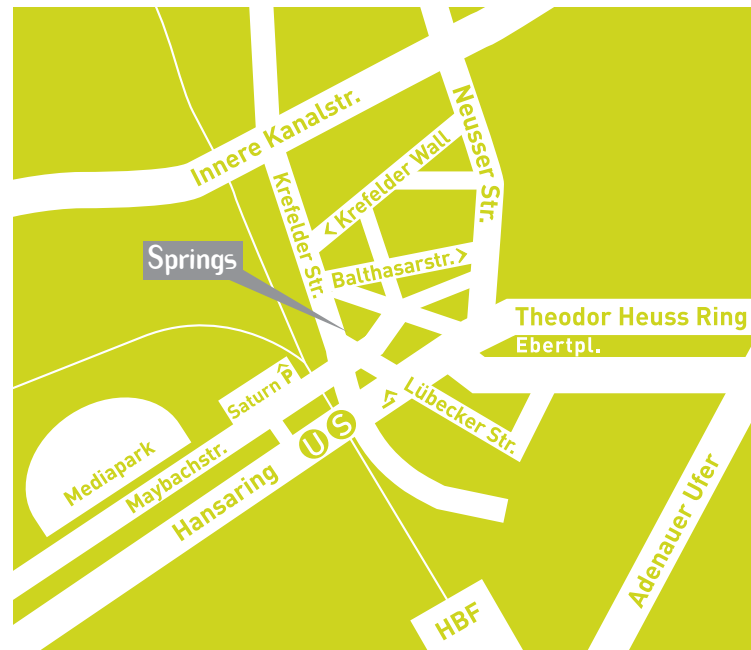 Innere Kanalstr.
Neusser Str.
Krefelder Wall
Krefelder Str.
Springs
Balthasarstr.
Theodor Heuss Ring
Ebertpl.
Saturn P
Lübecker Str.
U S
Mediapark
Maybachstr.
Hansaring
Adenauer Ufer
HBF